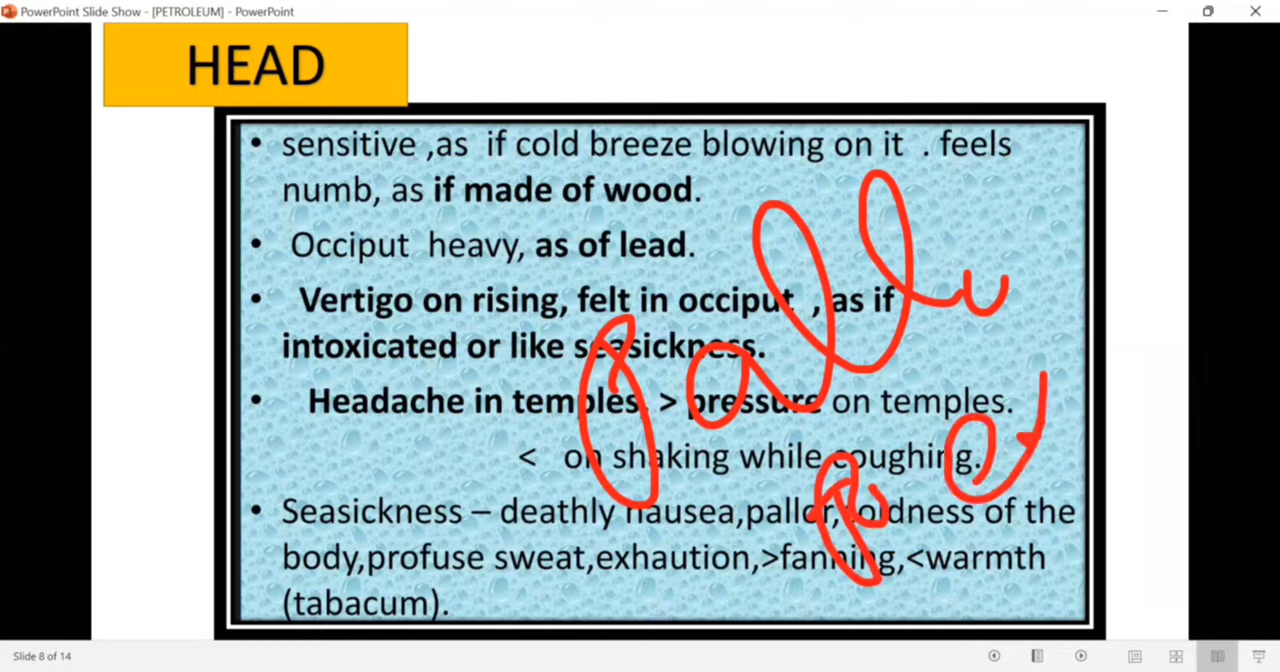 PowerPoint Slide Show - [PETROLEUM] - PowerPoint
HEAD
• sensitive ,as if cold breeze blowing on it . feels
numb, as if made of wood.
• Occiput heavy, as of lead.
• Vertigo on rising, felt in occiput , as if
intoxicated or like seasickness.
• Headache in temples, > pressure on temples.
< on shaking while coughing.
• Seasickness – deathly nausea,pallor,coldness of the
body,profuse sweat,exhaution,>fanning,<warmth
(tabacum).
Slide 8 of 14